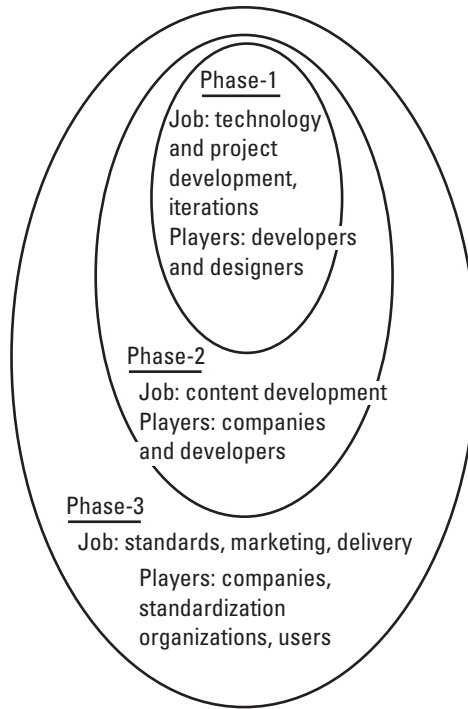 Phase-1
Job: technology
and project
development,
iterations
Players: developers
and designers
Phase-2
Job: content development
Players: companies
and developers
Phase-3
Job: standards, marketing, delivery
Players: companies,
standardization
organizations, users